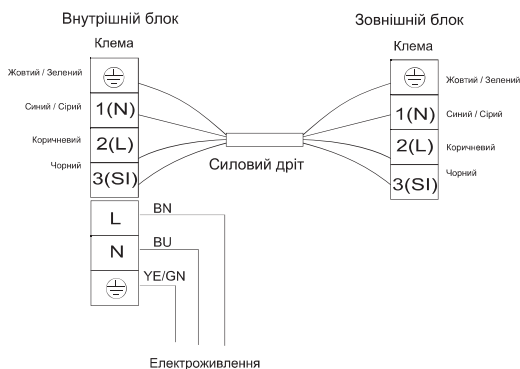 Внутрішній блок
Зовнішній блок
Клема
Клема
Жовтий / Зелений
Жовтий / Зелений
Синий / Сірий
1(N)
1(N)
Синий / Сірий
Коричневий
2(L)
2(L)
Коричневий
Чорний
3(SI)
3(SI)
Чорний
Силовий дріт
L
BN
N
BU
YE/GN
Електроживлення